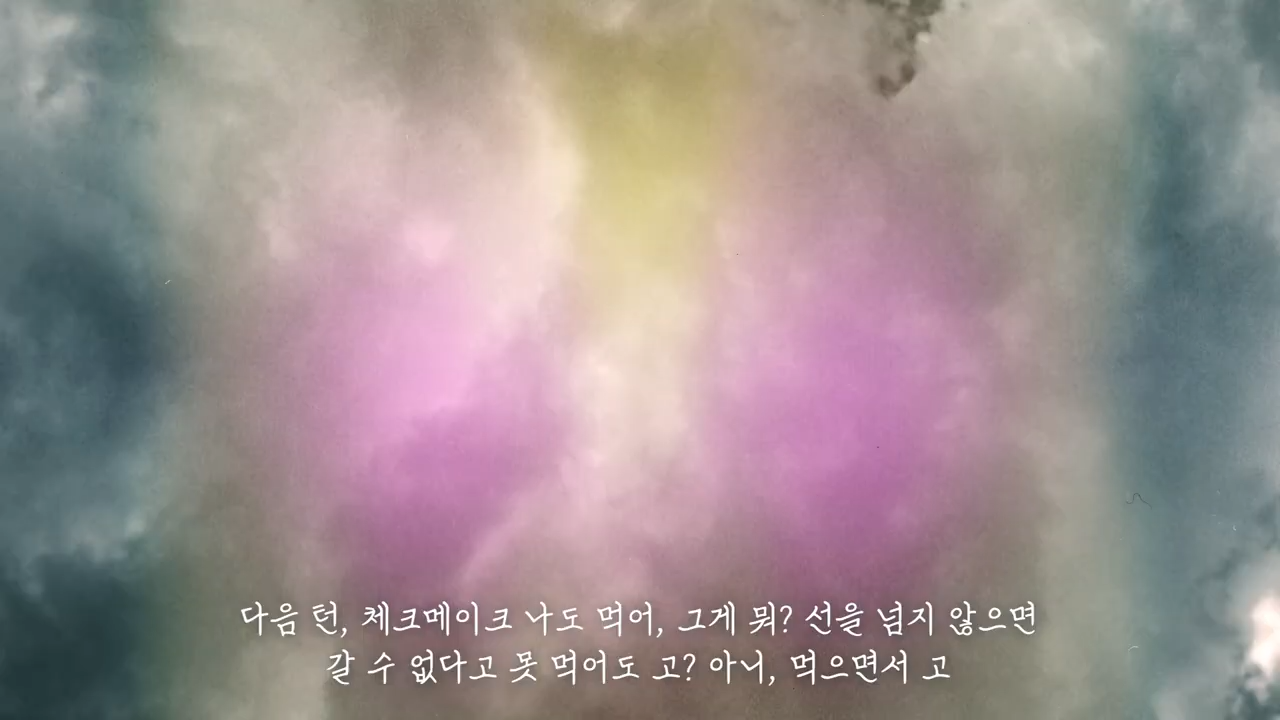 다음 턴, 체크메이크 나도 먹어, 그게 뭐? 선을 넘지 않으면
갈 수 없다고 못 먹어도 고? 아니, 먹으면서 고